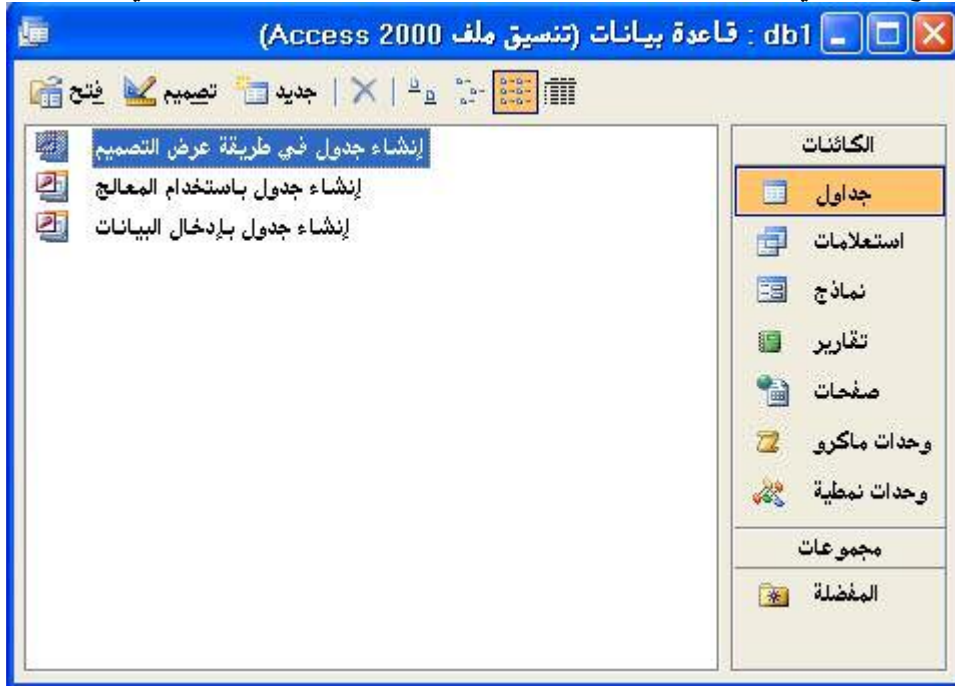 db1 : قاعدة بيانات (تنسيق ملف Access 2000)
فتح تصميم جديد
الكائنات
جداول
استعلامات
نماذج
تقارير
صفحات
وحدات ماكرو
وحدات نمطية
مجموعات
المفضلة
إنشاء جدول في طريقة عرض التصميم
إنشاء جدول باستخدام المعالج
إنشاء جدول بإدخال البيانات